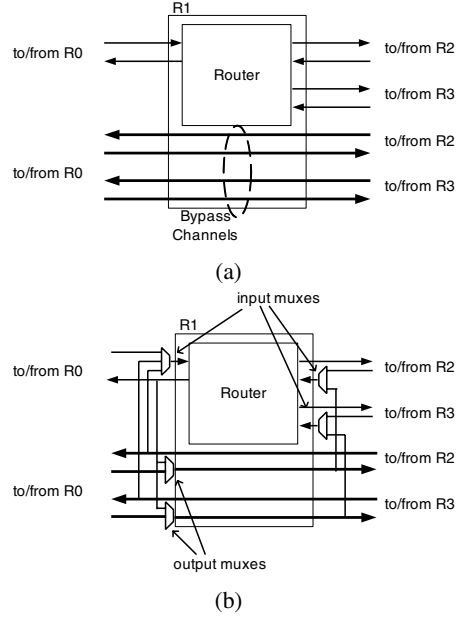 R1
to/from R0
Router
to/from R2
to/from R3
to/from R2
to/from R0
to/from R3
Bypass
Channels
(a)
input muxes
R1
to/from R0
Router
to/from R2
to/from R3
to/from R2
to/from R0
to/from R3
output muxes
(b)